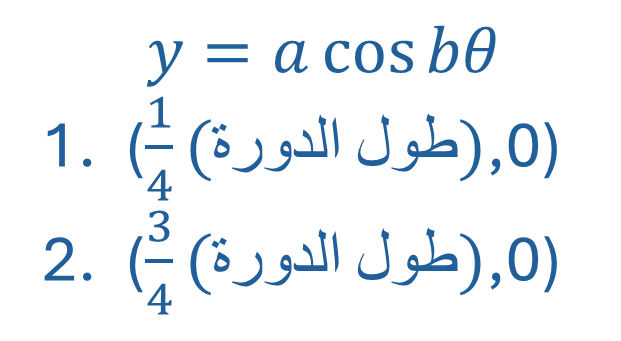 y = a cos bθ
1. (1/4 (طول الدورة),0)
2. (3/4 (طول الدورة),0)